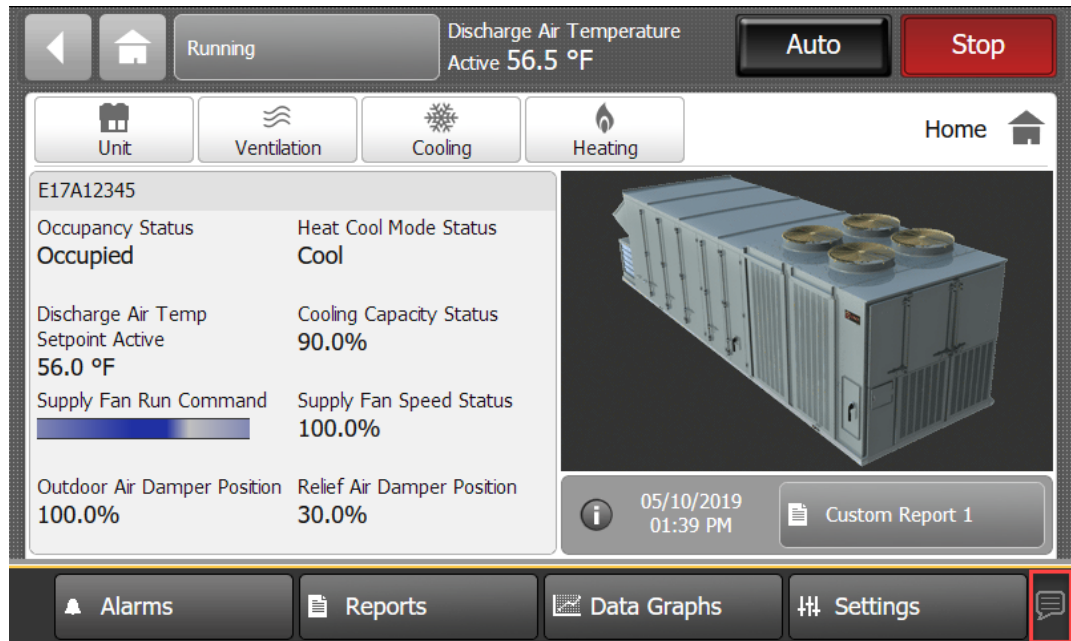 Running
Discharge Air Temperature
Active 56.5 °F
Auto
Stop
Unit
Ventilation
Cooling
Heating
Home
E17A12345
Occupancy Status
Occupied
Heat Cool Mode Status
Cool
Discharge Air Temp
Setpoint Active
56.0 °F
Cooling Capacity Status
90.0%
Supply Fan Run Command
Supply Fan Speed Status
100.0%
Outdoor Air Damper Position
100.0%
Relief Air Damper Position
30.0%
05/10/2019
01:39 PM
Custom Report 1
Alarms
Reports
Data Graphs
Settings